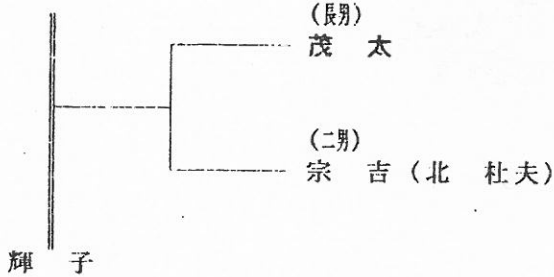 (長男)
茂 太
(二男)
宗 吉(北 杜夫)
輝 子